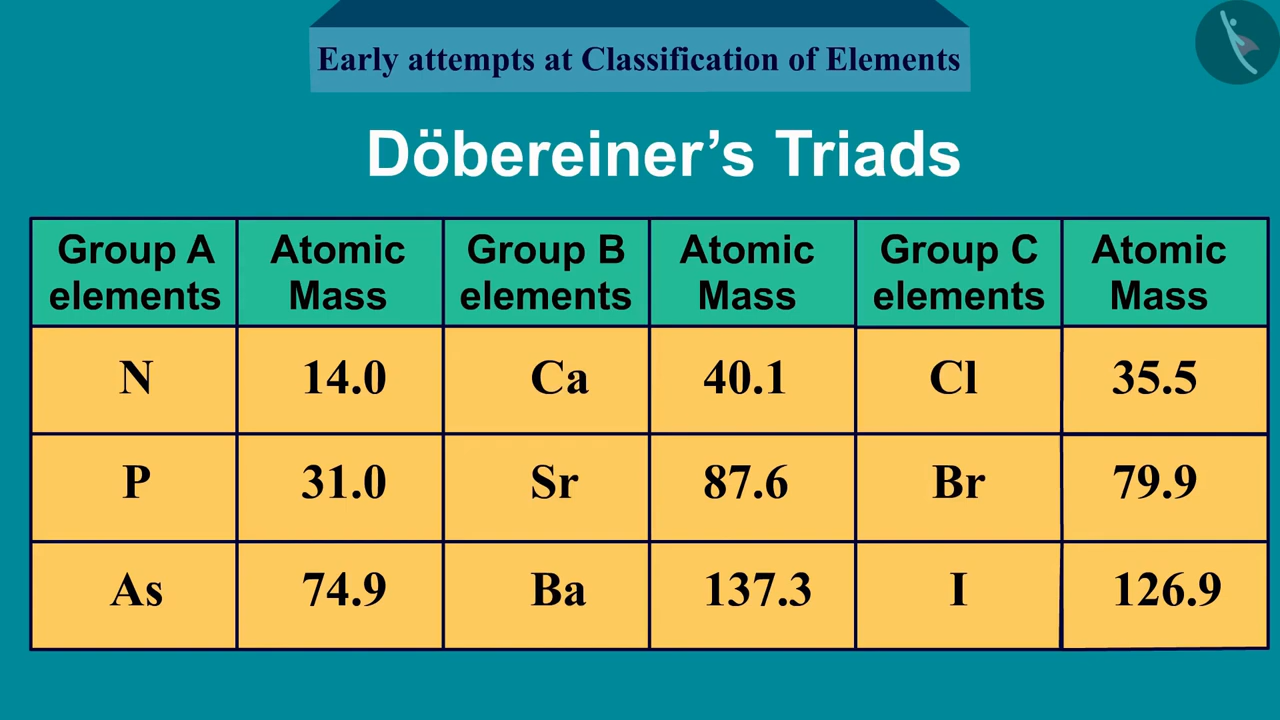 Early attempts at Classification of Elements
Döbereiner’s Triads
Group A elements Atomic Mass Group B elements Atomic Mass Group C elements Atomic Mass
N 14.0 Ca 40.1 Cl 35.5
P 31.0 Sr 87.6 Br 79.9
As 74.9 Ba 137.3 I 126.9